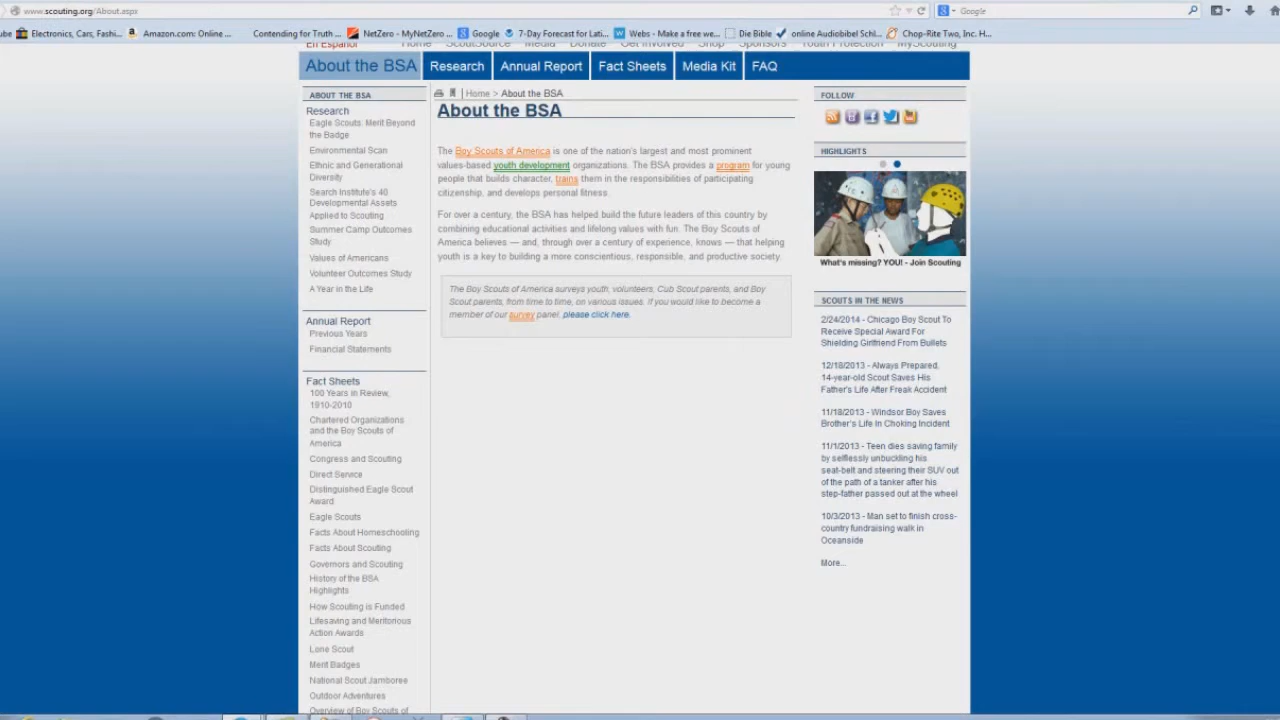 www.scouting.org/About.aspx
Google
Electronics, Cars, Fashi...
Amazon.com: Online ...
Contending for Truth ...
NetZero - MyNetZero ...
Google
7-Day Forecast for Lati...
Webs - Make a free we...
Die Bible
online Audiobibel Schl...
Chop-Rite Two, Inc. H...
En Español
Home
ScoutSource
Media
Donate
Get Involved
Shop
Sponsors
Youth Protection
MyScouting
About the BSA
Research
Annual Report
Fact Sheets
Media Kit
FAQ
ABOUT THE BSA
Research
Eagle Scouts: Merit Beyond
the Badge
Environmental Scan
Ethnic and Generational
Diversity
Search Institute's 40
Developmental Assets
Applied to Scouting
Summer Camp Outcomes
Study
Values of Americans
Volunteer Outcomes Study
A Year in the Life
Annual Report
Previous Years
Financial Statements
Fact Sheets
100 Years in Review,
1910-2010
Chartered Organizations
and the Boy Scouts of
America
Congress and Scouting
Direct Service
Distinguished Eagle Scout
Award
Eagle Scouts
Facts About Homeschooling
Facts About Scouting
Governors and Scouting
History of the BSA
Highlights
How Scouting is Funded
Lifesaving and Meritorious
Action Awards
Lone Scout
Merit Badges
National Scout Jamboree
Outdoor Adventures
Overview of Boy Scouts of
Home > About the BSA
About the BSA
The Boy Scouts of America is one of the nation's largest and most prominent
values-based youth development organizations. The BSA provides a program for young
people that builds character, trains them in the responsibilities of participating
citizenship, and develops personal fitness.
For over a century, the BSA has helped build the future leaders of this country by
combining educational activities and lifelong values with fun. The Boy Scouts of
America believes — and, through over a century of experience, knows — that helping
youth is a key to building a more conscientious, responsible, and productive society.
The Boy Scouts of America surveys youth, volunteers, Cub Scout parents, and Boy
Scout parents, from time to time, on various issues. If you would like to become a
member of our survey panel, please click here.
FOLLOW
HIGHLIGHTS
What's missing? YOU! - Join Scouting
SCOUTS IN THE NEWS
2/24/2014 - Chicago Boy Scout To
Receive Special Award For
Shielding Girlfriend From Bullets
12/18/2013 - Always Prepared,
14-year-old Scout Saves His
Father's Life After Freak Accident
11/18/2013 - Windsor Boy Saves
Brother's Life In Choking Incident
11/1/2013 - Teen dies saving family
by selflessly unbuckling his
seat-belt and steering their SUV out
of the path of a tanker after his
step-father passed out at the wheel
10/3/2013 - Man set to finish cross-
country fundraising walk in
Oceanside
More...